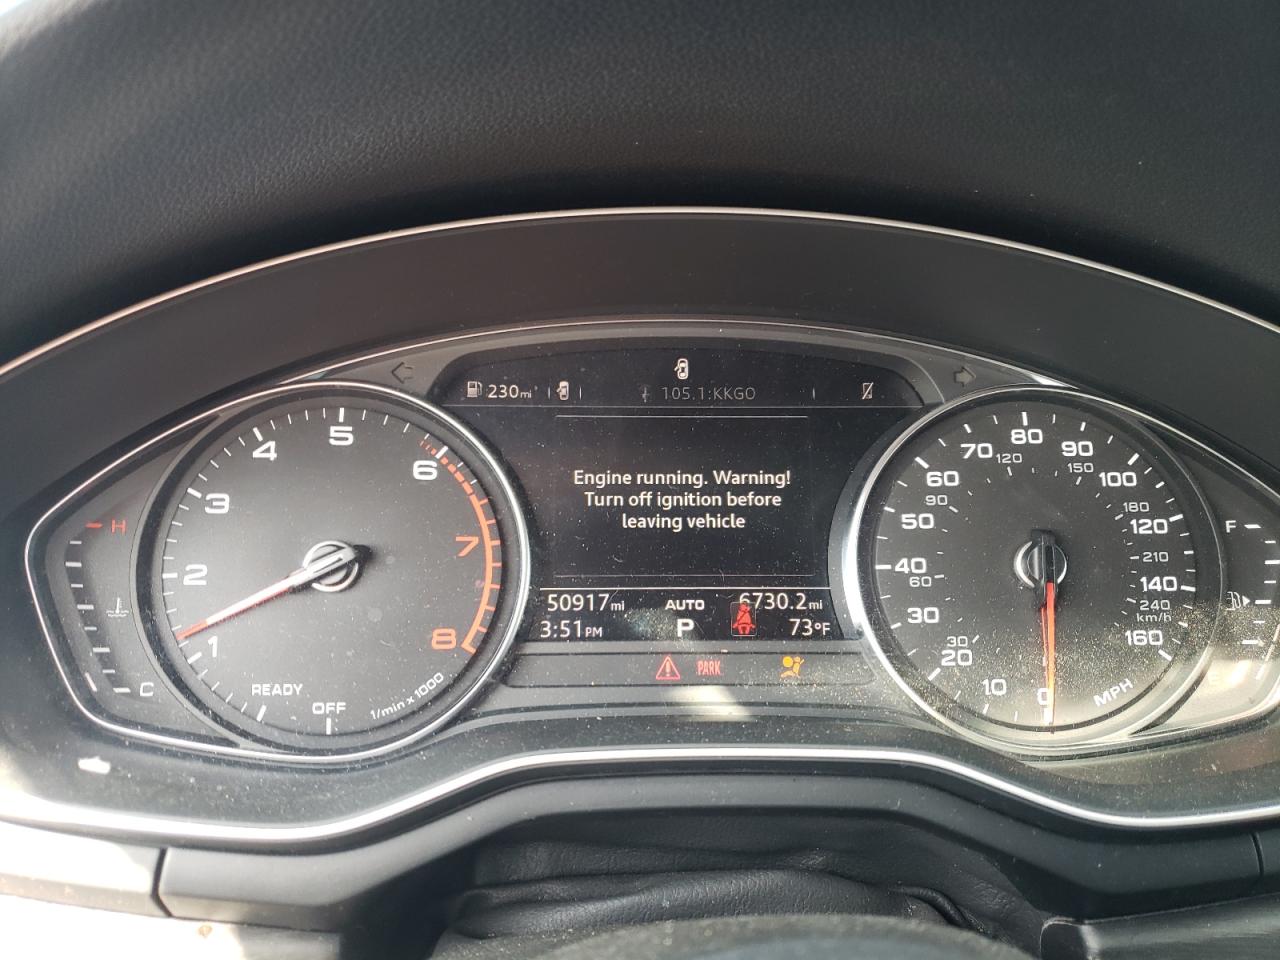 230mi
105.1:KKGO
Engine running. Warning!
Turn off ignition before
leaving vehicle
50917mi
AUTO
6730.2mi
3:51PM
P
73°F
PARK
H
C
OFF
READY
1
2
3
4
5
6
7
8
1/min x 1000
0
10
20
30
40
50
60
70
80
90
100
120
140
160
MPH
30
60
90
120
150
180
210
240
km/h
F
E